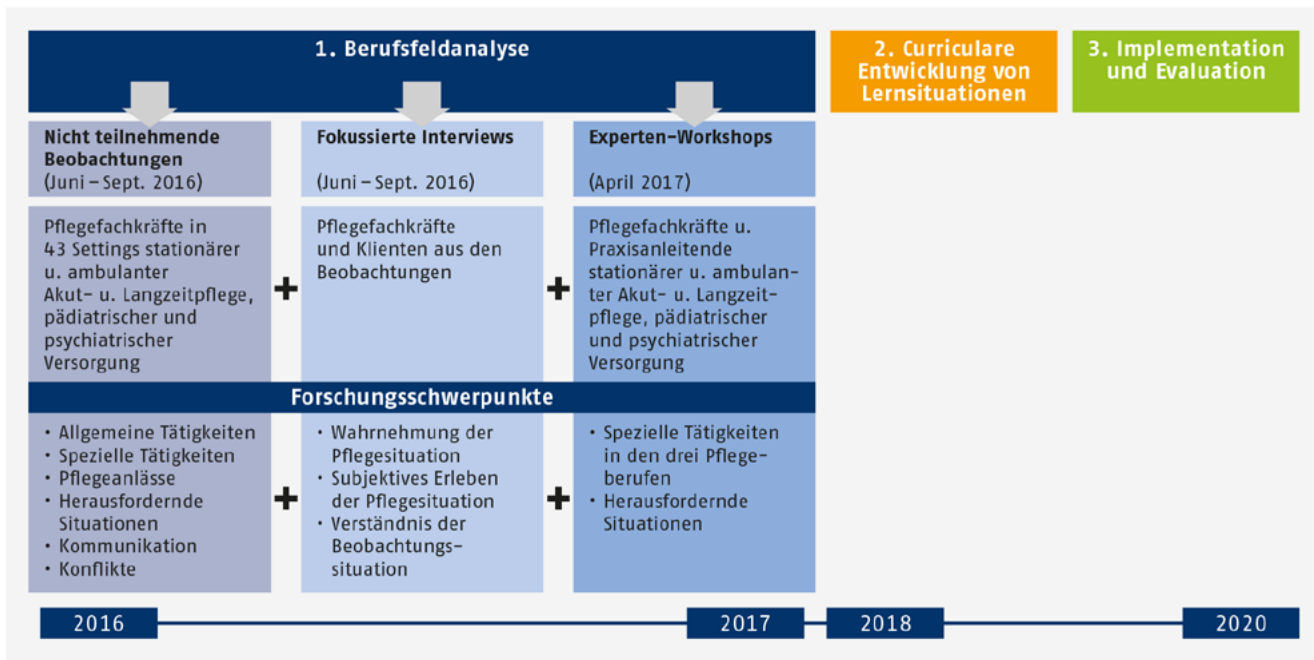 1. Berufsfeldanalyse
2. Curriculare
Entwicklung von
Lernsituationen
3. Implementation
und Evaluation
Nicht teilnehmende
Beobachtungen
(Juni – Sept. 2016)
Fokussierte Interviews
(Juni – Sept. 2016)
Experten-Workshops
(April 2017)
Pflegefachkräfte in
43 Settings stationärer
u. ambulanter
Akut- u. Langzeitpflege,
pädiatrischer und
psychiatrischer
Versorgung
+
Pflegefachkräfte
und Klienten aus den
Beobachtungen
+
Pflegefachkräfte u.
Praxisanleitende
stationärer u. ambulan-
ter Akut- u. Langzeit-
pflege, pädiatrischer
und psychiatrischer
Versorgung
Forschungsschwerpunkte
• Allgemeine Tätigkeiten
• Spezielle Tätigkeiten
• Pflegeanlässe
• Herausfordernde
Situationen
• Kommunikation
• Konflikte
+
• Wahrnehmung der
Pflegesituation
• Subjektives Erleben
der Pflegesituation
• Verständnis der
Beobachtungs-
situation
+
• Spezielle Tätigkeiten
in den drei Pflege-
berufen
• Herausfordernde
Situationen
2016
2017
2018
2020